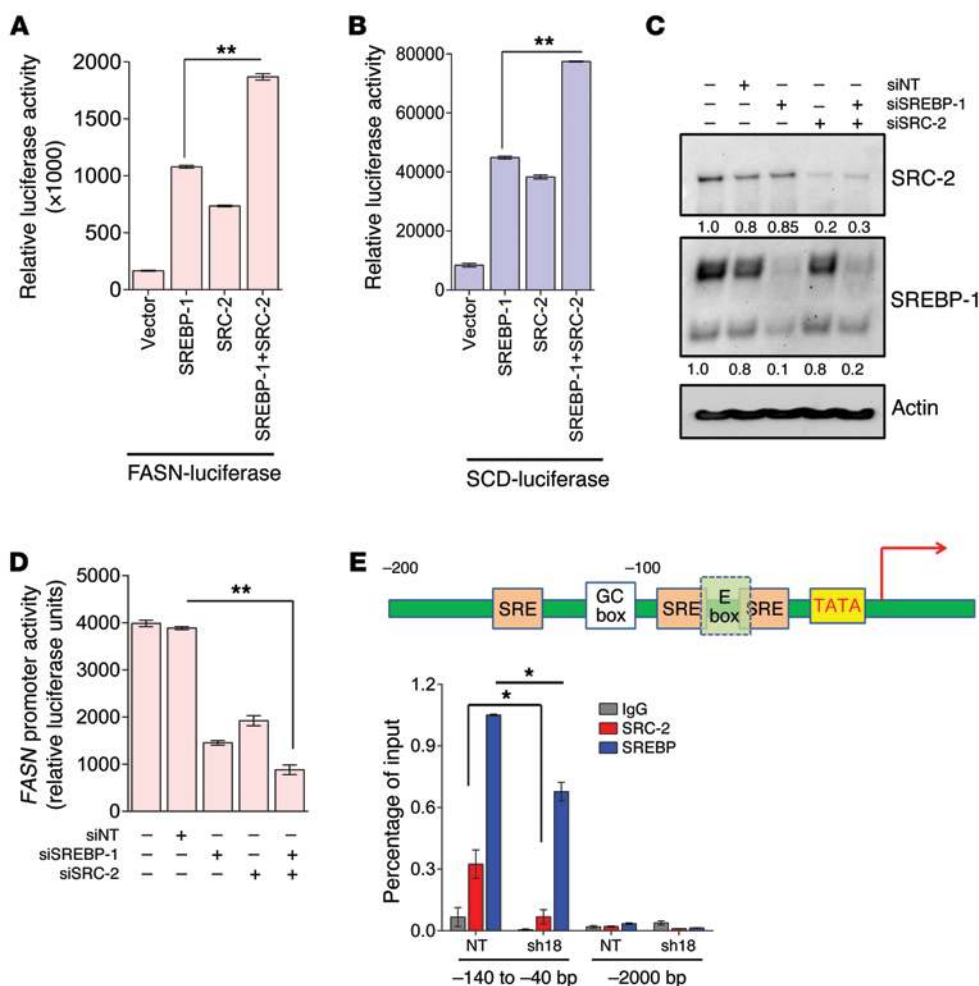 A
Relative luciferase activity
(×1000)
2000
1500
1000
500
0
**
Vector
SREBP-1
SRC-2
SREBP-1+SRC-2
FASN-luciferase
B
Relative luciferase activity
80000
60000
40000
20000
0
**
Vector
SREBP-1
SRC-2
SREBP-1+SRC-2
SCD-luciferase
C
– + – – – siNT
– – + – + siSREBP-1
– – – + + siSRC-2
SRC-2
1.0 0.8 0.85 0.2 0.3
SREBP-1
1.0 0.8 0.1 0.8 0.2
Actin
D
FASN promoter activity
(relative luciferase units)
5000
4000
3000
2000
1000
0
**
siNT – + – – –
siSREBP-1 – – + – +
siSRC-2 – – – + +
E
–200
–100
SRE
GC
box
SRE
E
box
SRE
TATA
Percentage of input
1.2
0.9
0.6
0.3
0.0
*
*
IgG
SRC-2
SREBP
NT sh18 NT sh18
–140 to –40 bp
–2000 bp